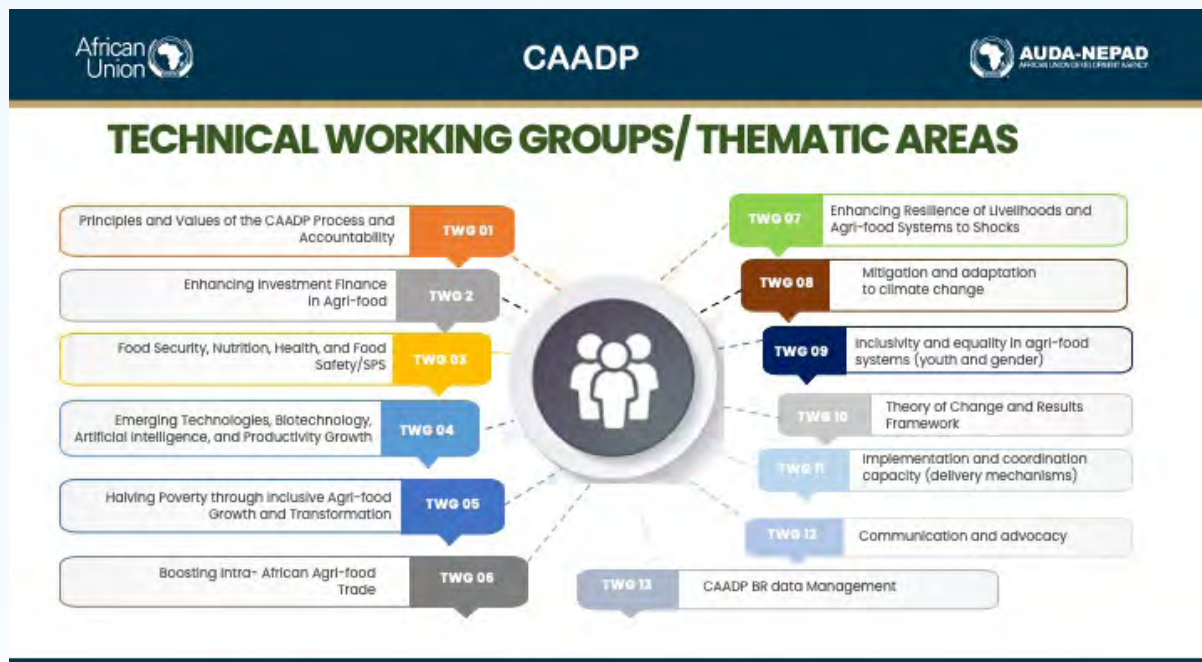 African
Union
CAADP
AUDA-NEPAD
AFRICAN UNION DEVELOPMENT AGENCY
TECHNICAL WORKING GROUPS/ THEMATIC AREAS
Principles and Values of the CAADP Process and
Accountability
TWG 01
Enhancing Investment Finance
in Agri-food
TWG 2
Food Security, Nutrition, Health, and Food
Safety/SPS
TWG 03
Emerging Technologies, Biotechnology,
Artificial Intelligence, and Productivity Growth
TWG 04
Halving Poverty through Inclusive Agri-food
Growth and Transformation
TWG 05
Boosting Intra- African Agri-food
Trade
TWG 06
TWG 07
Enhancing Resilience of Livelihoods and
Agri-food Systems to Shocks
TWG 08
Mitigation and adaptation
to climate change
TWG 09
Inclusivity and equality in agri-food
systems (youth and gender)
TWG 10
Theory of Change and Results
Framework
TWG 11
Implementation and coordination
capacity (delivery mechanisms)
TWG 12
Communication and advocacy
TWG 13
CAADP BR data Management